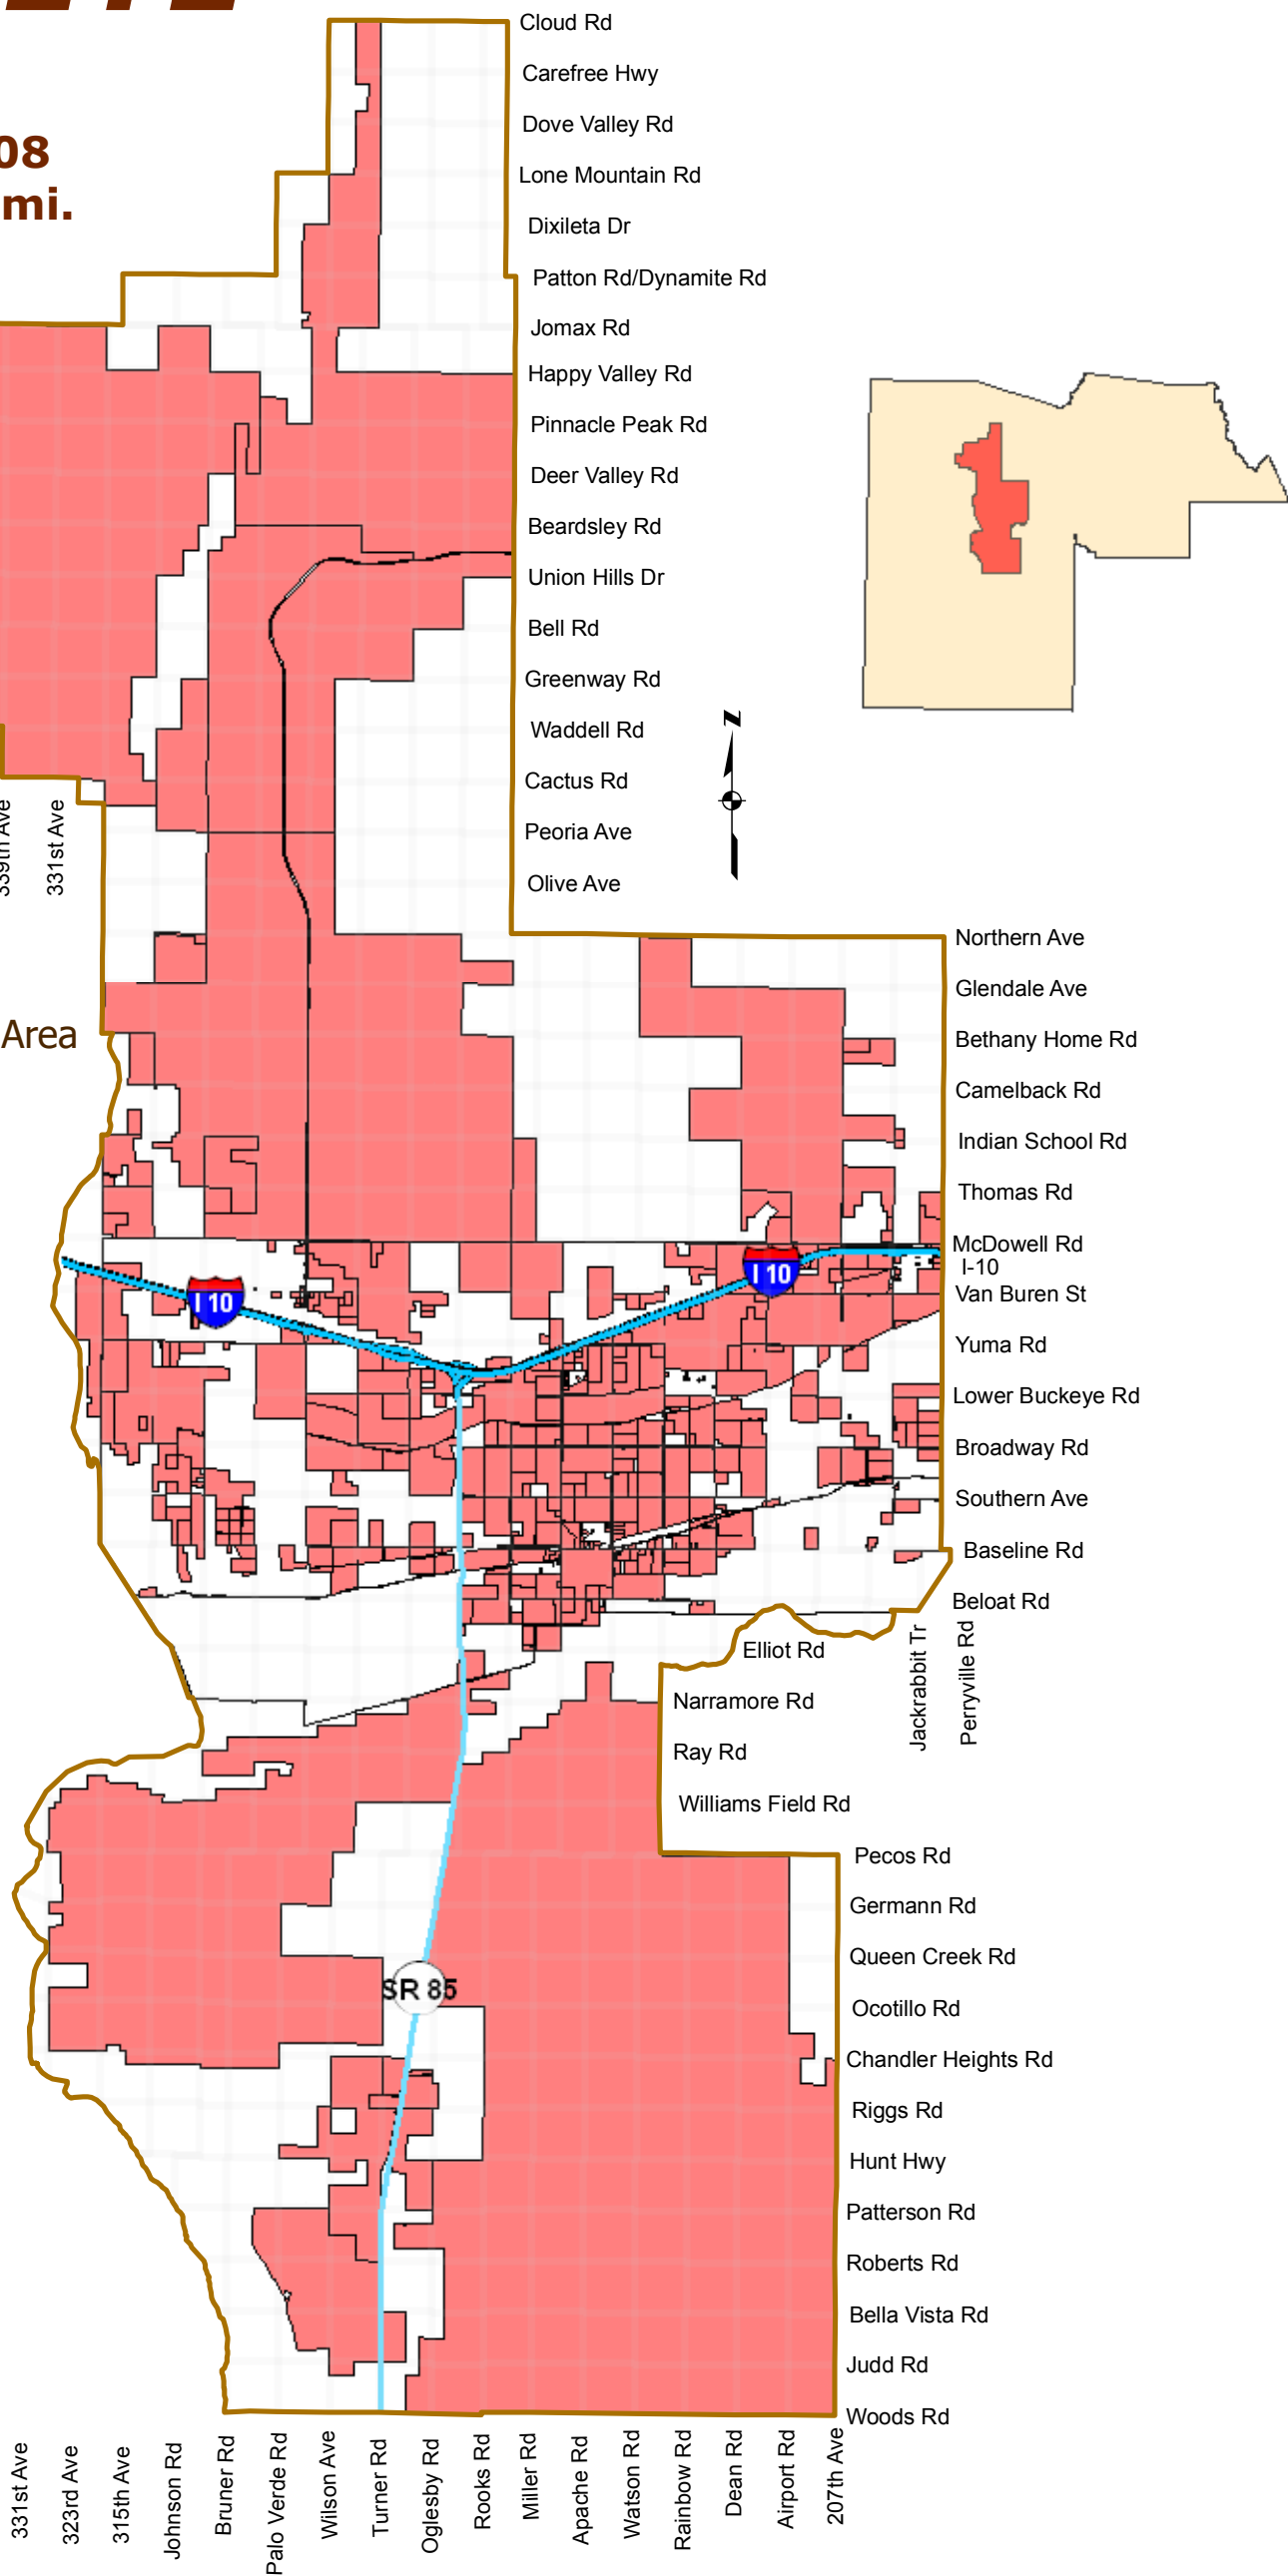 08
mi.
Cloud Rd
Carefree Hwy
Dove Valley Rd
Lone Mountain Rd
Dixileta Dr
Patton Rd/Dynamite Rd
Jomax Rd
Happy Valley Rd
Pinnacle Peak Rd
Deer Valley Rd
Beardsley Rd
Union Hills Dr
Bell Rd
Greenway Rd
Waddell Rd
Cactus Rd
Peoria Ave
Olive Ave
N
339th Ave
331st Ave
Area
Northern Ave
Glendale Ave
Bethany Home Rd
Camelback Rd
Indian School Rd
Thomas Rd
McDowell Rd
I-10
Van Buren St
Yuma Rd
Lower Buckeye Rd
Broadway Rd
Southern Ave
Baseline Rd
Beloat Rd
I 10
I 10
Elliot Rd
Jackrabbit Tr
Perryville Rd
Narramore Rd
Ray Rd
Williams Field Rd
Pecos Rd
Germann Rd
Queen Creek Rd
SR 85
Ocotillo Rd
Chandler Heights Rd
Riggs Rd
Hunt Hwy
Patterson Rd
Roberts Rd
Bella Vista Rd
Judd Rd
Woods Rd
331st Ave
323rd Ave
315th Ave
Johnson Rd
Bruner Rd
Palo Verde Rd
Wilson Ave
Turner Rd
Oglesby Rd
Rooks Rd
Miller Rd
Apache Rd
Watson Rd
Rainbow Rd
Dean Rd
Airport Rd
207th Ave